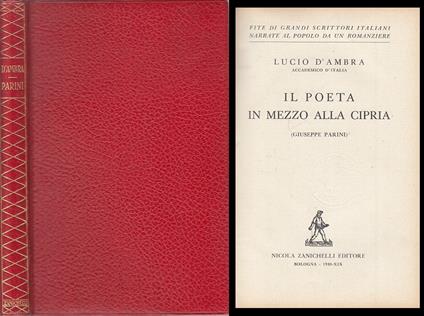 D'AMBRA
PARINI
ZANICHELLI
VITE DI GRANDI SCRITTORI ITALIANI
NARRATE AL POPOLO DA UN ROMANZIERE
LUCIO D'AMBRA
ACCADEMICO D'ITALIA
IL POETA
IN MEZZO ALLA CIPRIA
(GIUSEPPE PARINI)
NICOLA ZANICHELLI EDITORE
BOLOGNA - 1940-XIX